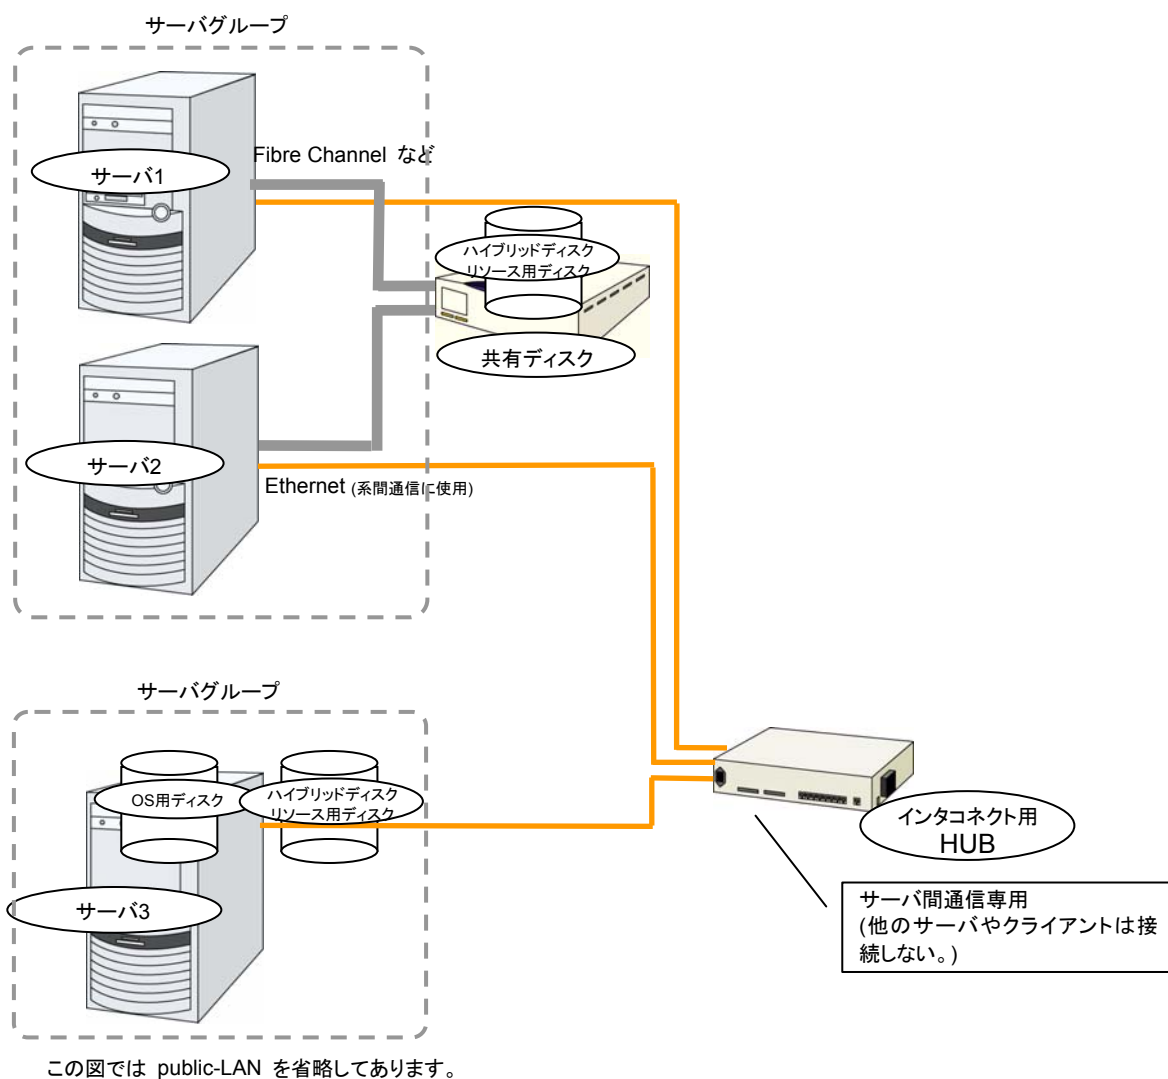 サーバグループ
Fibre Channel など
サーバ1
ハイブリッドディスク
リソース用ディスク
共有ディスク
サーバ2
Ethernet (系間通信に使用)
サーバグループ
OS用ディスク
ハイブリッドディスク
リソース用ディスク
サーバ3
インタコネクト用
HUB
サーバ間通信専用
(他のサーバやクライアントは接
続しない。)
この図では public-LAN を省略してあります。